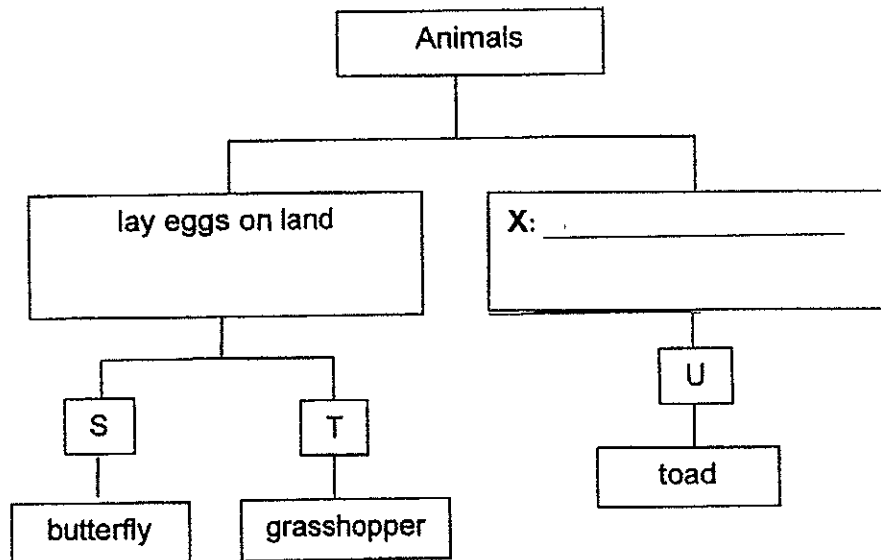 Animals
lay eggs on land
X:
S
T
U
butterfly
grasshopper
toad